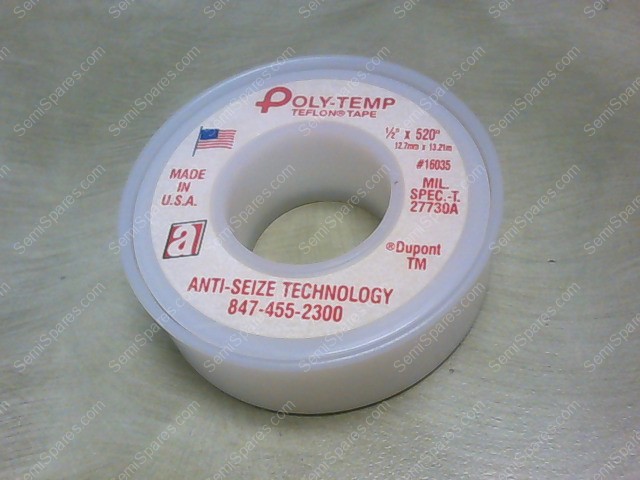 POLY-TEMP
TEFLON® TAPE
½" x 520"
12.7mm x 13.21m
#16035
MIL.
SPEC.-T.
27730A
®Dupont
TM
MADE
IN
U.S.A.
a
ANTI-SEIZE TECHNOLOGY
847-455-2300
SemiSpares.com